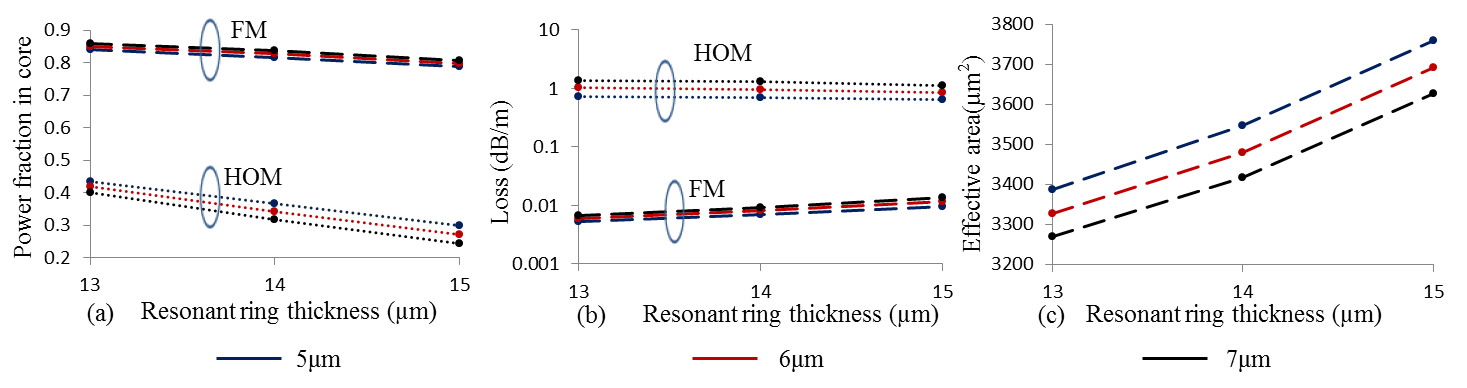 Power fraction in core
0.9
0.8
0.7
0.6
0.5
0.4
0.3
0.2
FM
HOM
13
14
15
(a)
Resonant ring thickness (µm)
Loss (dB/m)
10
1
0.1
0.01
0.001
HOM
FM
13
14
15
(b)
Resonant ring thickness (µm)
Effective area(µm²)
3800
3700
3600
3500
3400
3300
3200
13
14
15
(c)
Resonant ring thickness (µm)
5µm
6µm
7µm